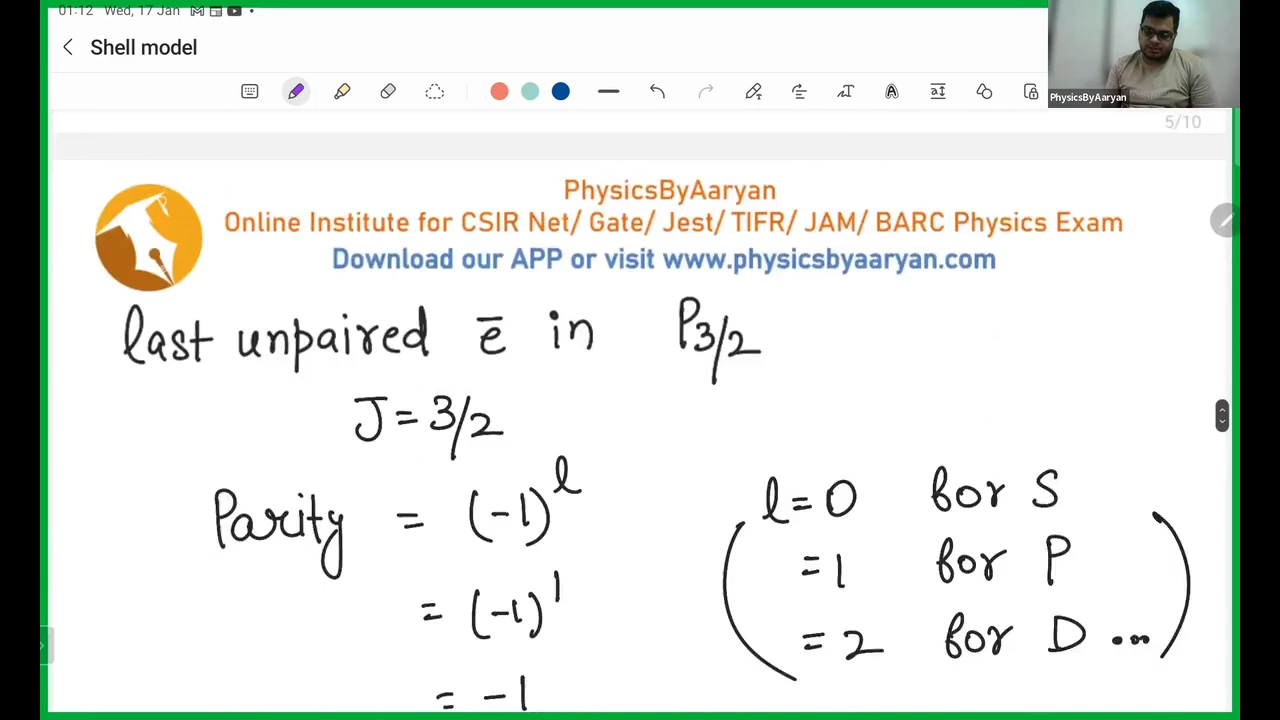 01:12 Wed, 17 Jan
Shell model
PhysicsByAaryan
5/10
PhysicsByAaryan
Online Institute for CSIR Net/ Gate/ Jest/ TIFR/ JAM/ BARC Physics Exam
Download our APP or visit www.physicsbyaaryan.com
last unpaired e̅ in P3/2
J = 3/2
Parity = (-1)^l
= (-1)^1
= -1
l = 0 for S
= 1 for P
= 2 for D ...